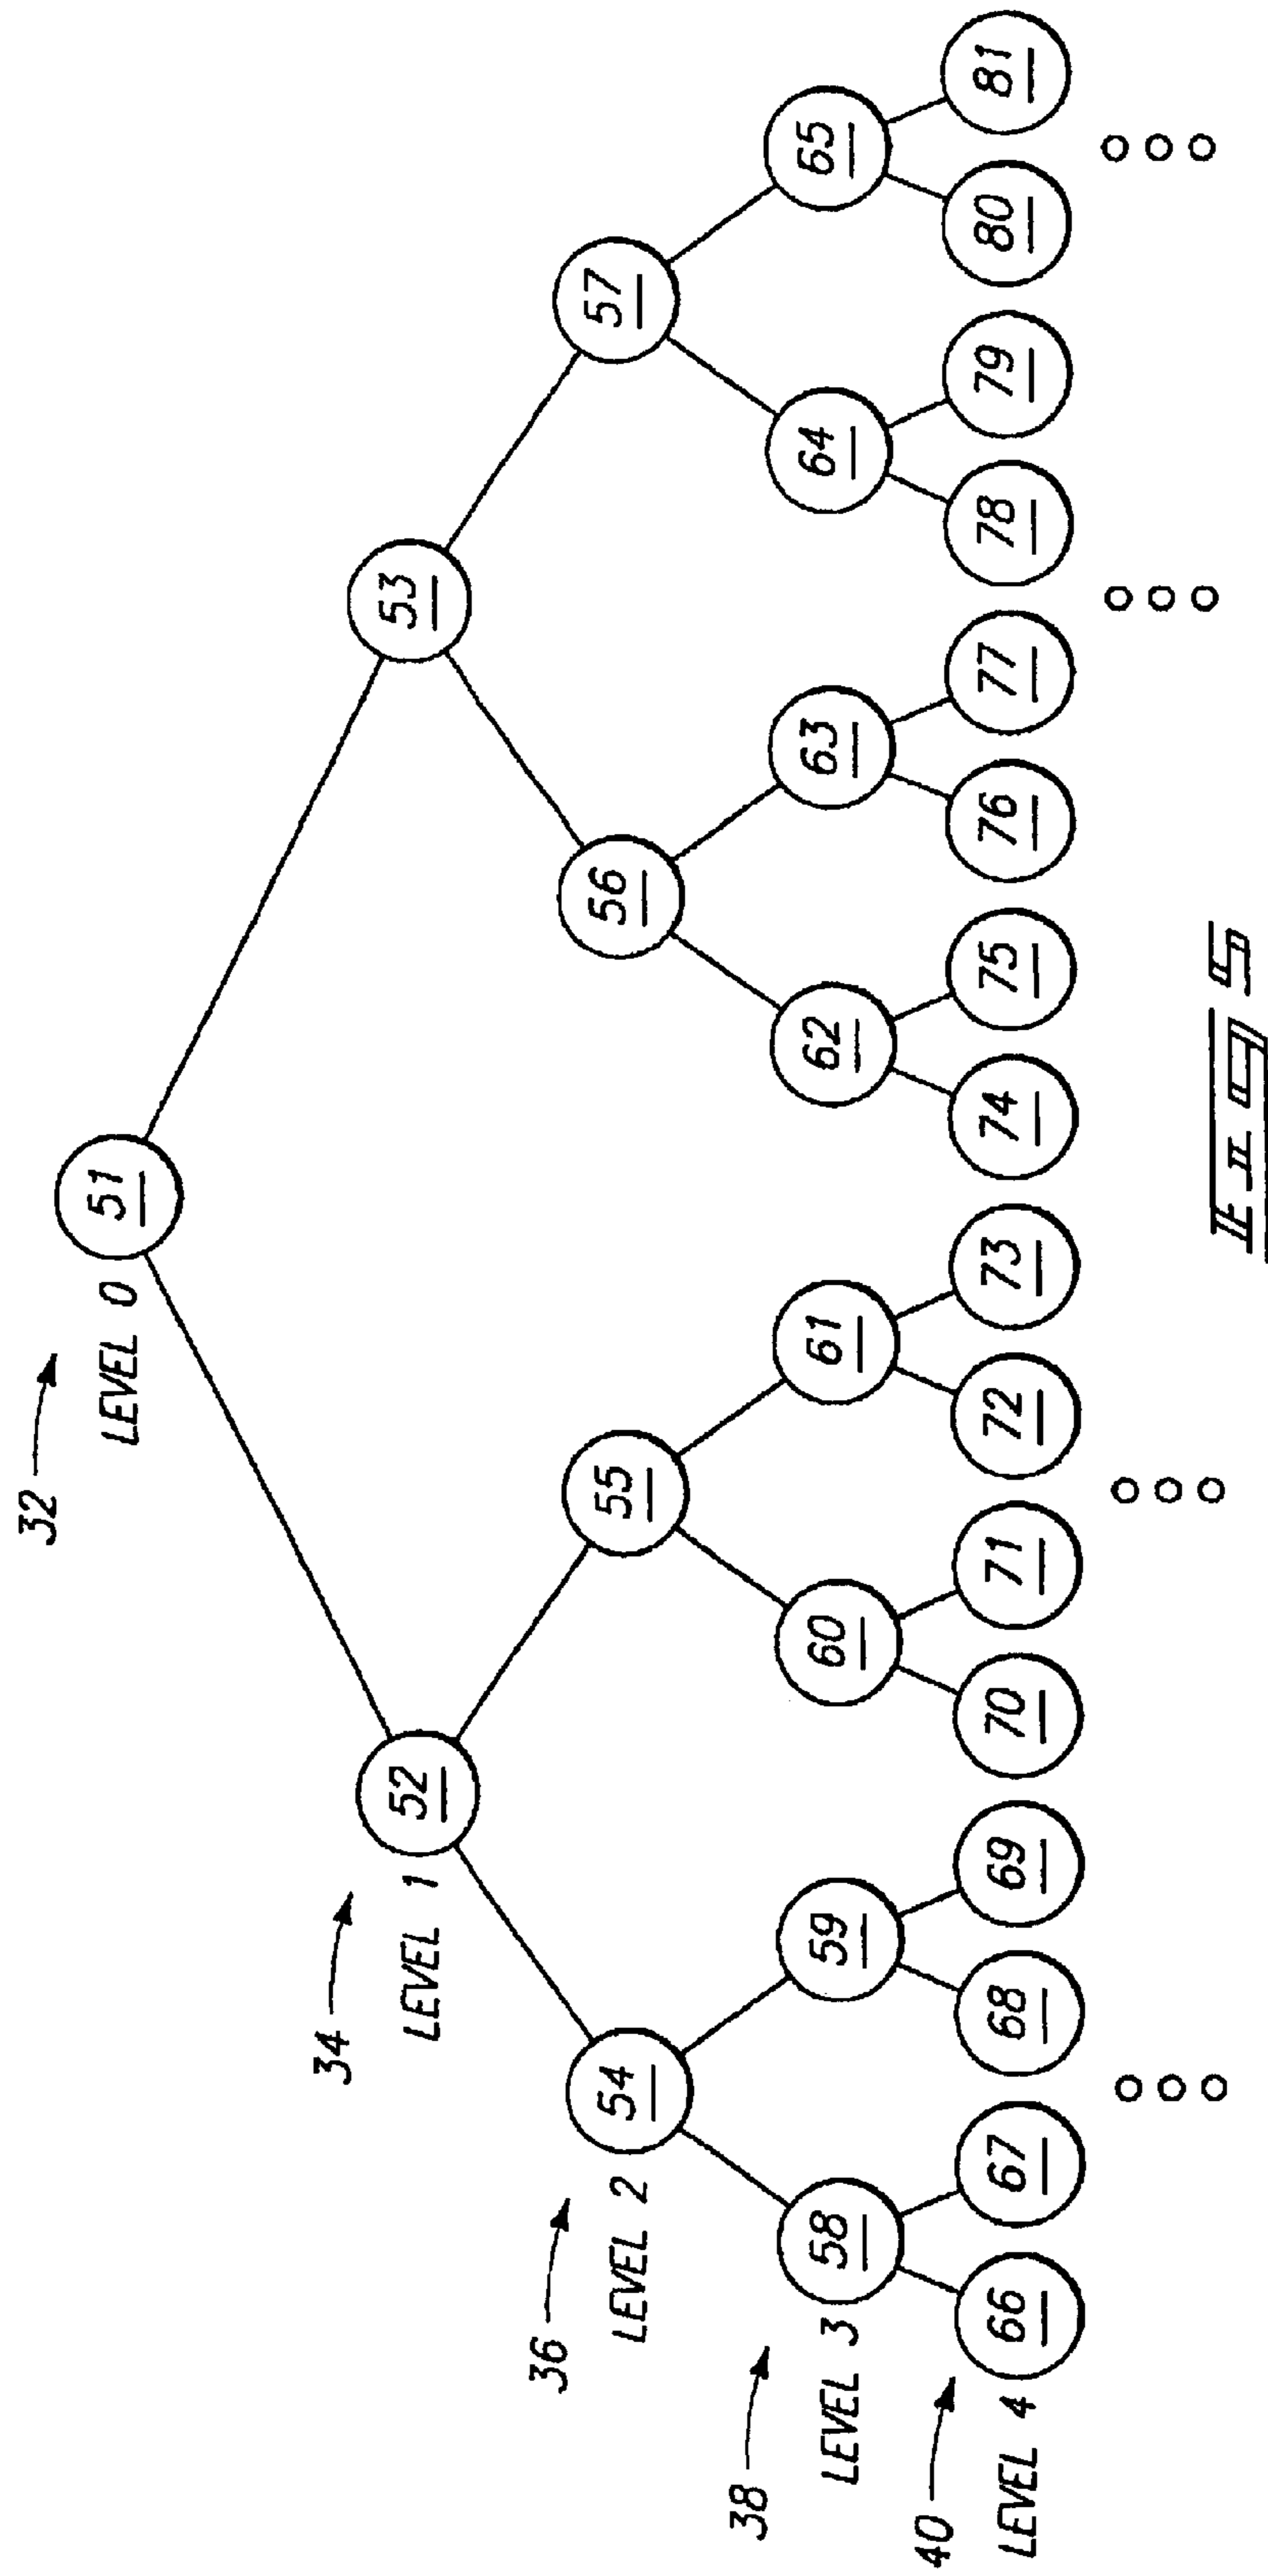 32
LEVEL 0
51
34
LEVEL 1
52 53
36
LEVEL 2
54 55 56 57
38
LEVEL 3
58 59 60 61 62 63 64 65
40
LEVEL 4
66 67 68 69 70 71 72 73 74 75 76 77 78 79 80 81
FIG 5